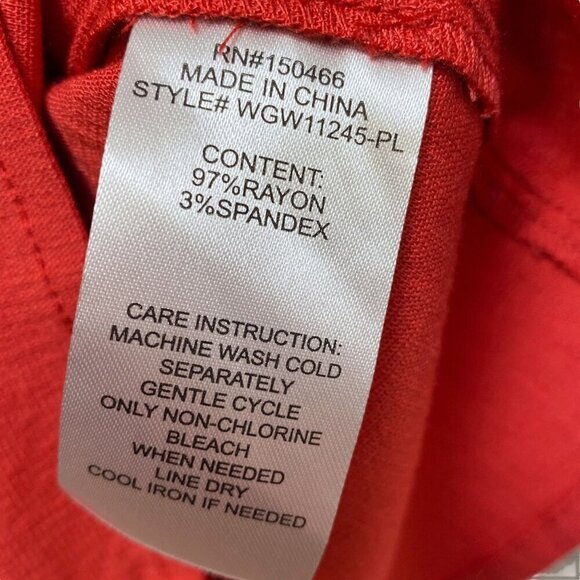 RN#150466
MADE IN CHINA
STYLE# WGW11245-PL
CONTENT:
97%RAYON
3%SPANDEX
CARE INSTRUCTION:
MACHINE WASH COLD
SEPARATELY
GENTLE CYCLE
ONLY NON-CHLORINE
BLEACH
WHEN NEEDED
LINE DRY
COOL IRON IF NEEDED